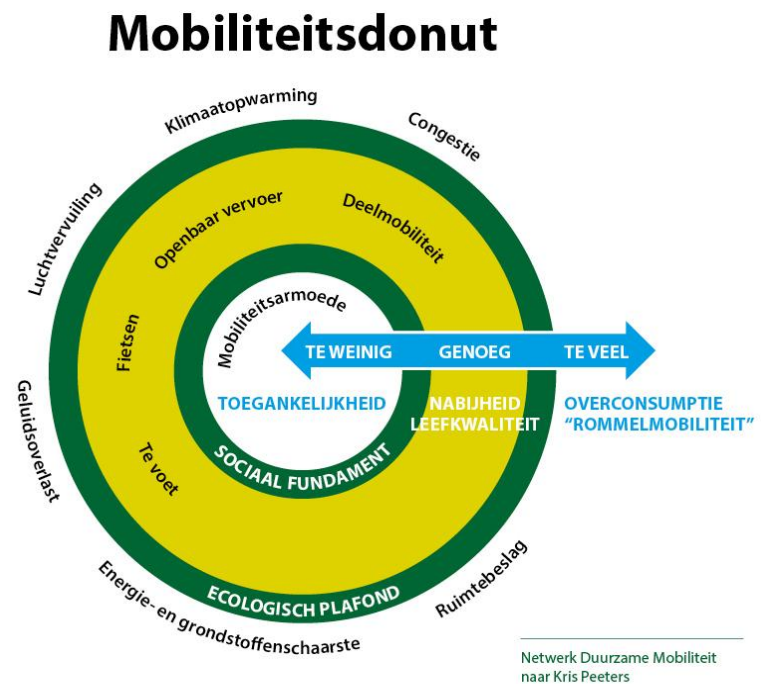 Mobiliteitsdonut
Klimaatopwarming
Congestie
Luchtvervuiling
Openbaar vervoer
Deelmobiliteit
Mobiliteitsarmoede
Fietsen
TE WEINIG
GENOEG
TE VEEL
TOEGANKELIJKHEID
NABIJHEID
LEEFKWALITEIT
OVERCONSUMPTIE
“ROMMELMOBILITEIT”
Geluidsoverlast
Te voet
SOCIAAL FUNDAMENT
Energie- en grondstoffenschaarste
ECOLOGISCH PLAFOND
Ruimtebeslag
Netwerk Duurzame Mobiliteit
naar Kris Peeters